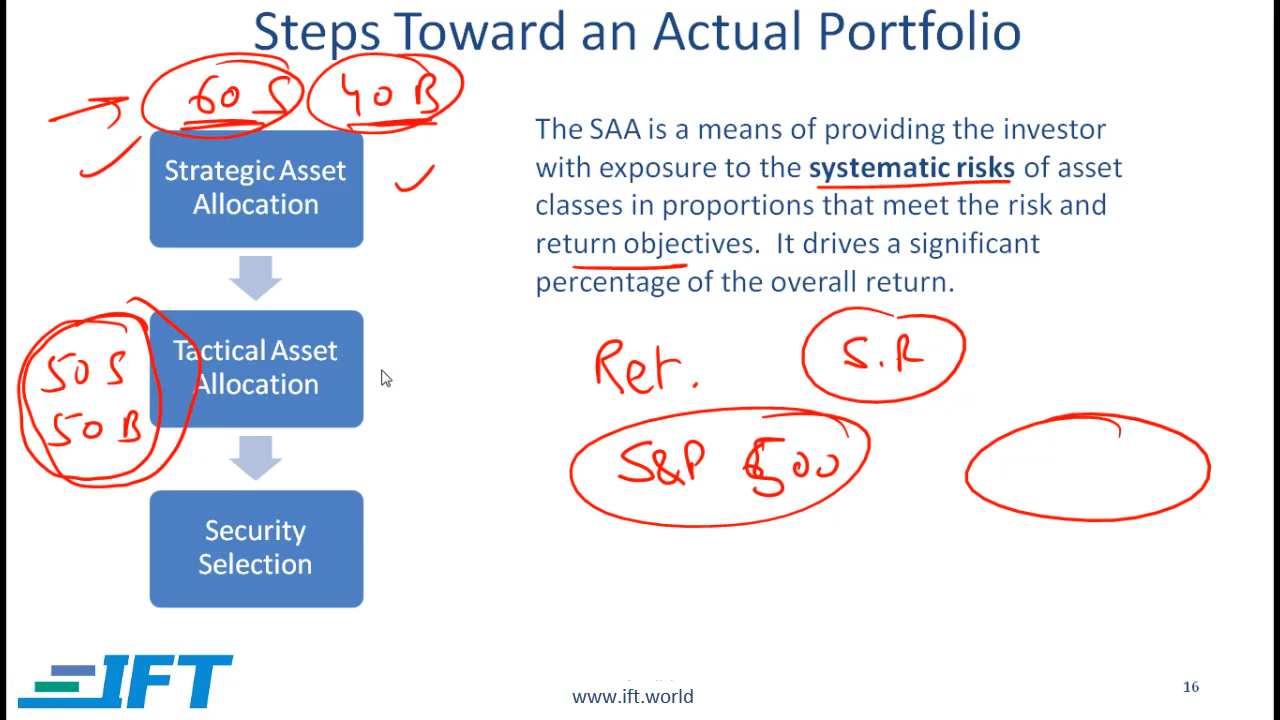 Steps Toward an Actual Portfolio
60 S 40 B
Strategic Asset
Allocation
The SAA is a means of providing the investor
with exposure to the systematic risks of asset
classes in proportions that meet the risk and
return objectives. It drives a significant
percentage of the overall return.
50 S
50 B
Tactical Asset
Allocation
Ret.
S.R
S&P 500
Security
Selection
IFT
www.ift.world
16